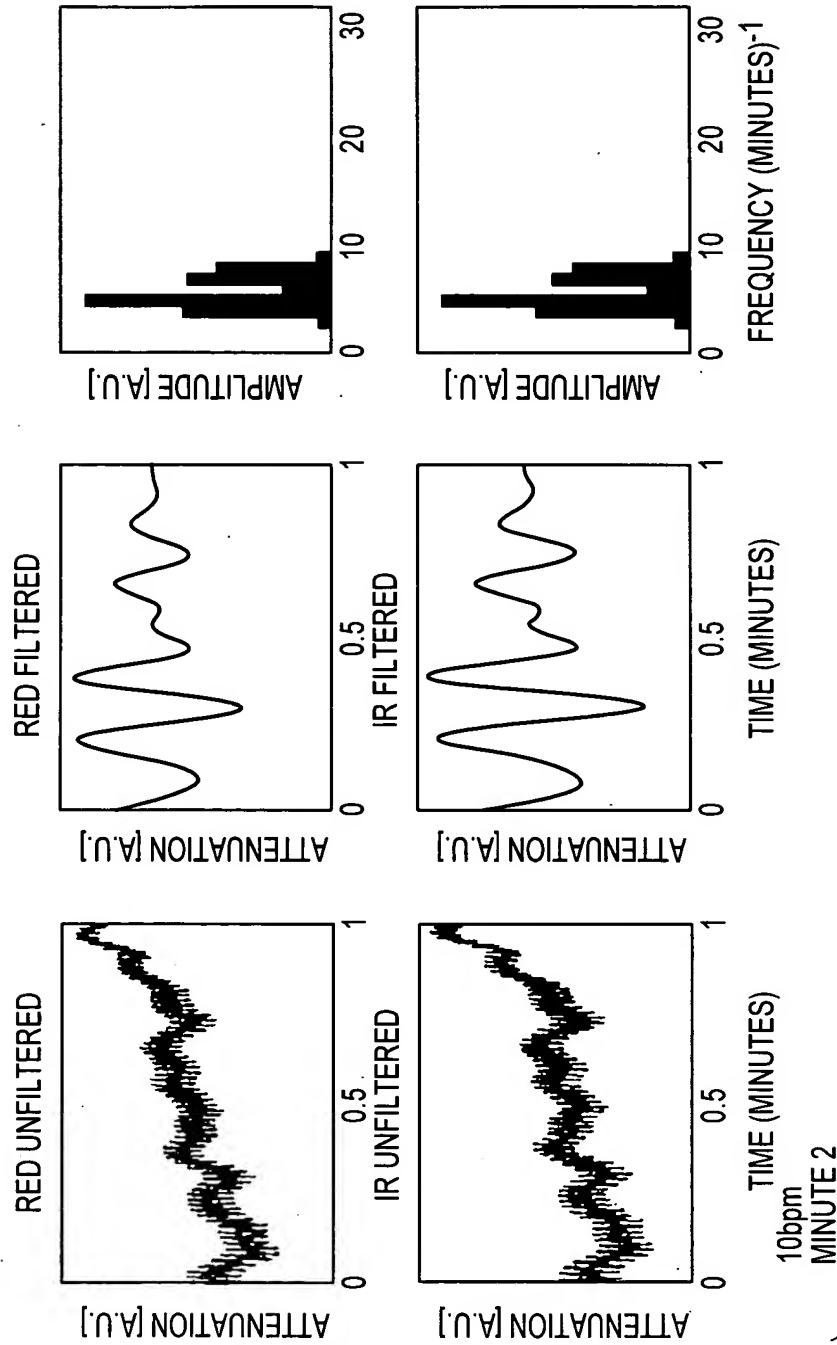 RED UNFILTERED
ATTENUATION [A.U.]
0
0.5
1
IR UNFILTERED
ATTENUATION [A.U.]
0
0.5
1
TIME (MINUTES)
10bpm
MINUTE 2
RED FILTERED
ATTENUATION [A.U.]
0
0.5
1
IR FILTERED
ATTENUATION [A.U.]
0
0.5
1
TIME (MINUTES)
AMPLITUDE [A.U.]
0
10
20
30
AMPLITUDE [A.U.]
0
10
20
30
FREQUENCY (MINUTES)-1